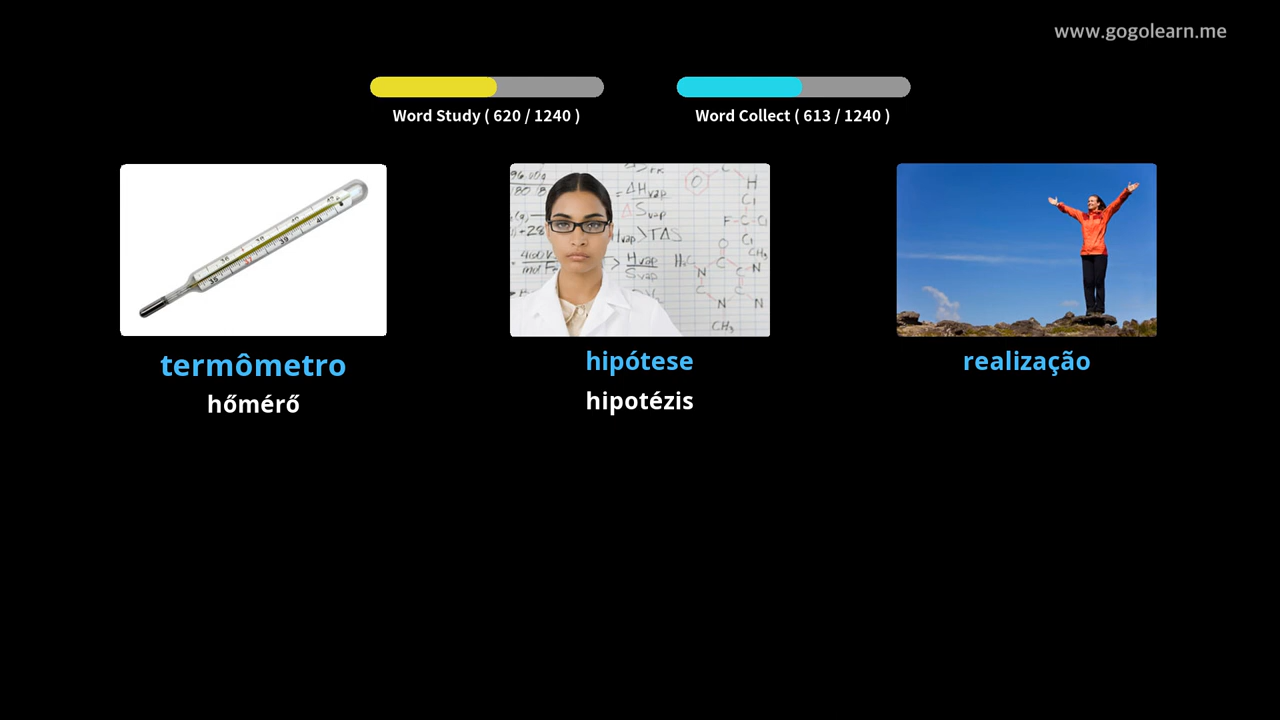 www.gogolearn.me
Word Study ( 620 / 1240 )
Word Collect ( 613 / 1240 )
termômetro
hőmérő
hipótese
hipotézis
realização